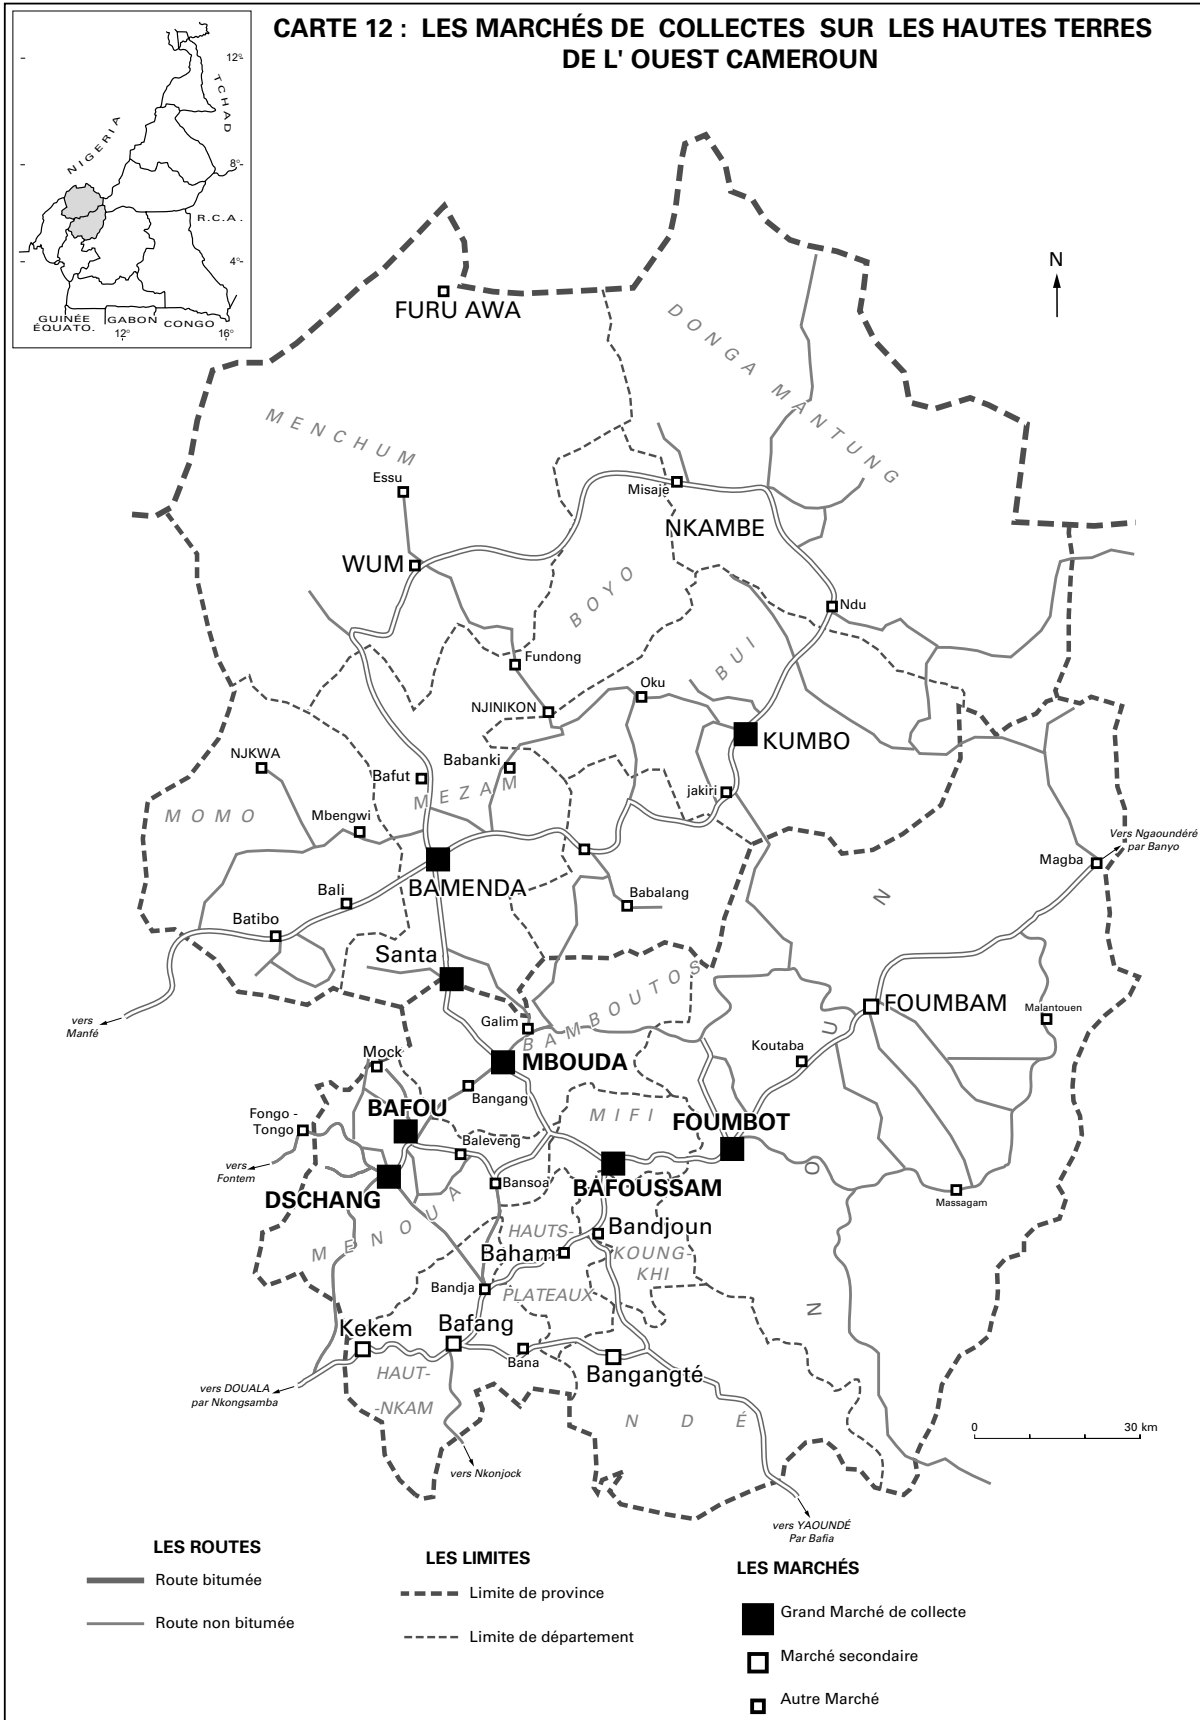 CARTE 12 : LES MARCHÉS DE COLLECTES SUR LES HAUTES TERRES
DE L' OUEST CAMEROUN
12°
TCHAD
NIGERIA
8°
R.C.A.
4°
GUINÉE
ÉQUATO.
GABON
CONGO
12°
16°
N
FURU AWA
DONGA MANTUNG
MENCHUM
Essu
Misaje
NKAMBE
WUM
BOYO
Ndu
BUI
Fundong
Oku
NJINIKON
KUMBO
NJKWA
Babanki
Bafut
MEZAM
jakiri
MOMO
Mbengwi
Vers Ngaoundéré
par Banyo
Magba
BAMENDA
Bali
Babalang
Batibo
Santa
BAMBOUTOS
FOUMBAM
Malantouen
vers
Manfé
Galim
Koutaba
Mock
MBOUDA
Bangang
BAFOU
MIFI
FOUMBOT
Fongo -
Tongo
Baleveng
vers
Fontem
DSCHANG
Bansoa
BAFOUSSAM
Massagam
MENOUA
HAUTS-
Bandjoun
Baham
KOUNG-
KHI
Bandja
PLATEAUX
N
O
U
N
Kekem
Bafang
Bana
Bangangté
HAUT-
-NKAM
vers DOUALA
par Nkongsamba
N D É
0 30 km
vers Nkonjock
vers YAOUNDÉ
Par Bafia
LES ROUTES
Route bitumée
Route non bitumée
LES LIMITES
Limite de province
Limite de département
LES MARCHÉS
Grand Marché de collecte
Marché secondaire
Autre Marché